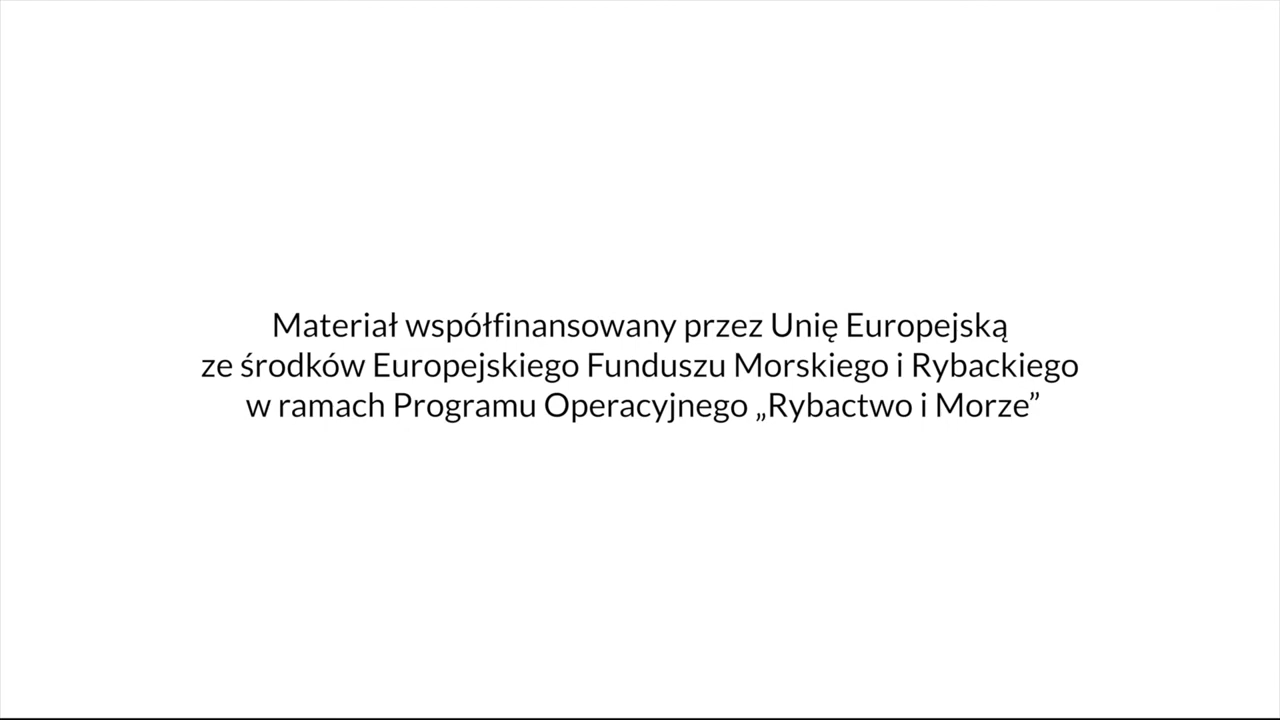 Materiał współfinansowany przez Unię Europejską
ze środków Europejskiego Funduszu Morskiego i Rybackiego
w ramach Programu Operacyjnego „Rybactwo i Morze”